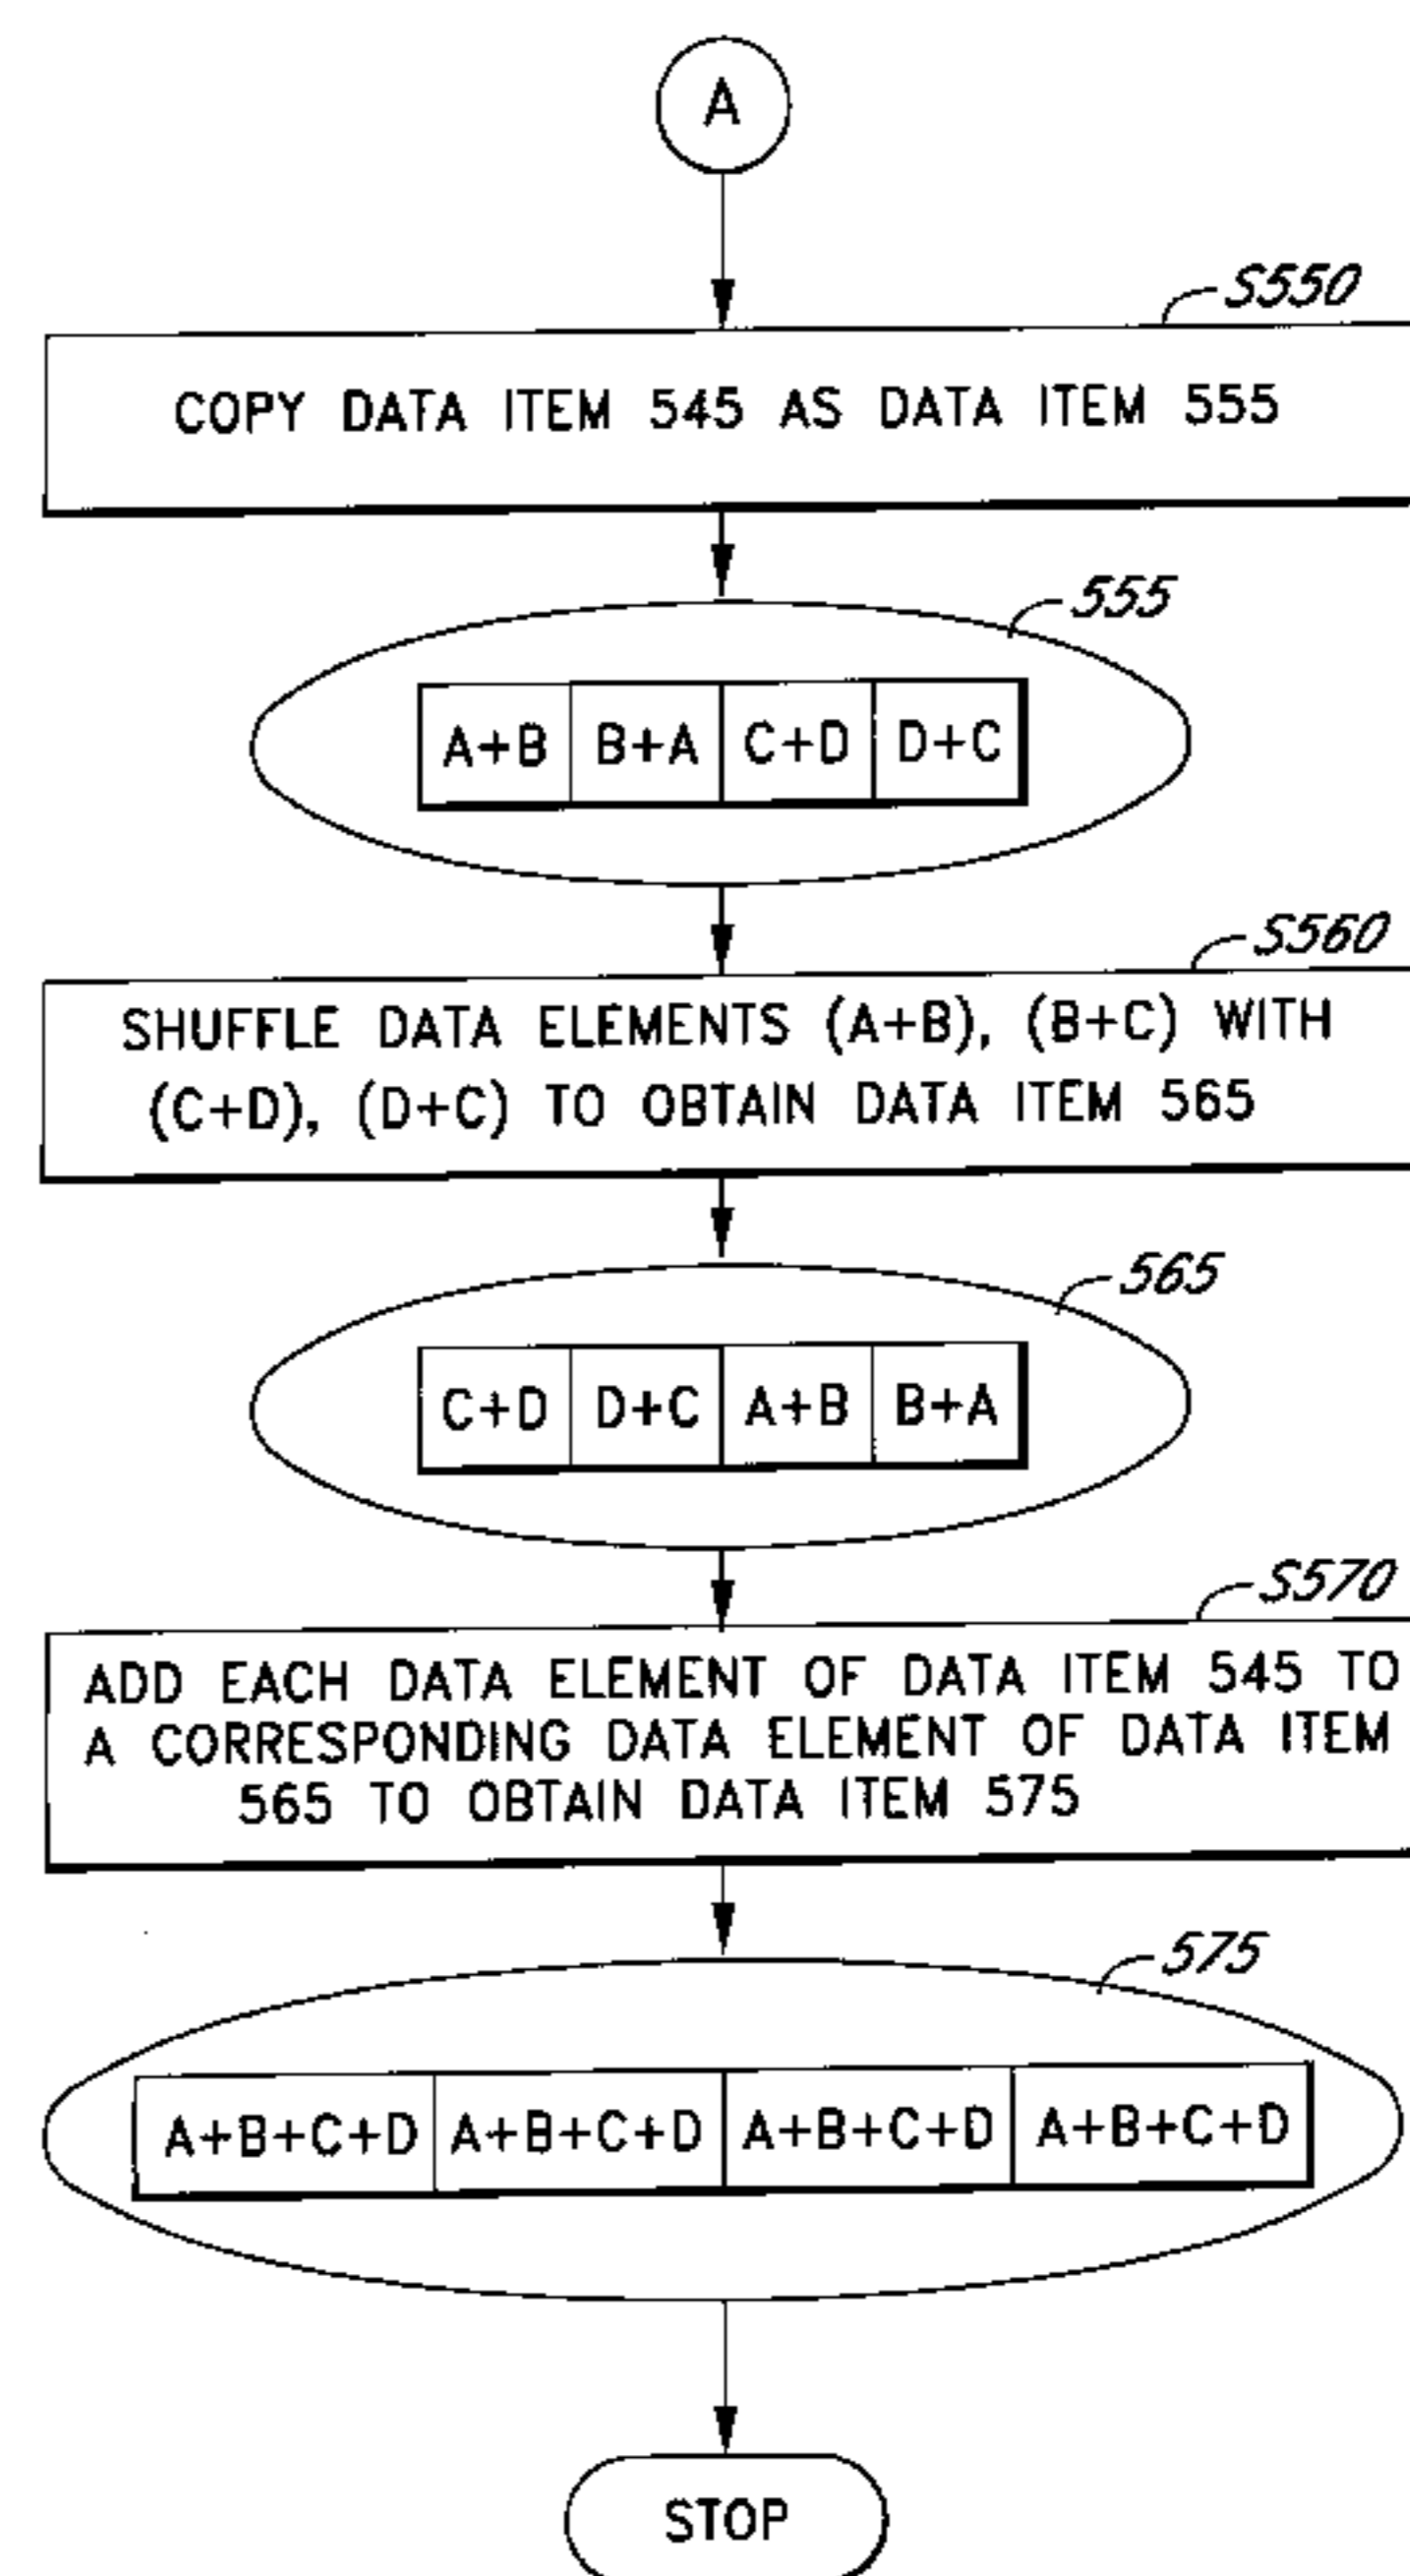 A
S550
COPY DATA ITEM 545 AS DATA ITEM 555
555
A+B B+A C+D D+C
S560
SHUFFLE DATA ELEMENTS (A+B), (B+C) WITH
(C+D), (D+C) TO OBTAIN DATA ITEM 565
565
C+D D+C A+B B+A
S570
ADD EACH DATA ELEMENT OF DATA ITEM 545 TO
A CORRESPONDING DATA ELEMENT OF DATA ITEM
565 TO OBTAIN DATA ITEM 575
575
A+B+C+D A+B+C+D A+B+C+D A+B+C+D
STOP